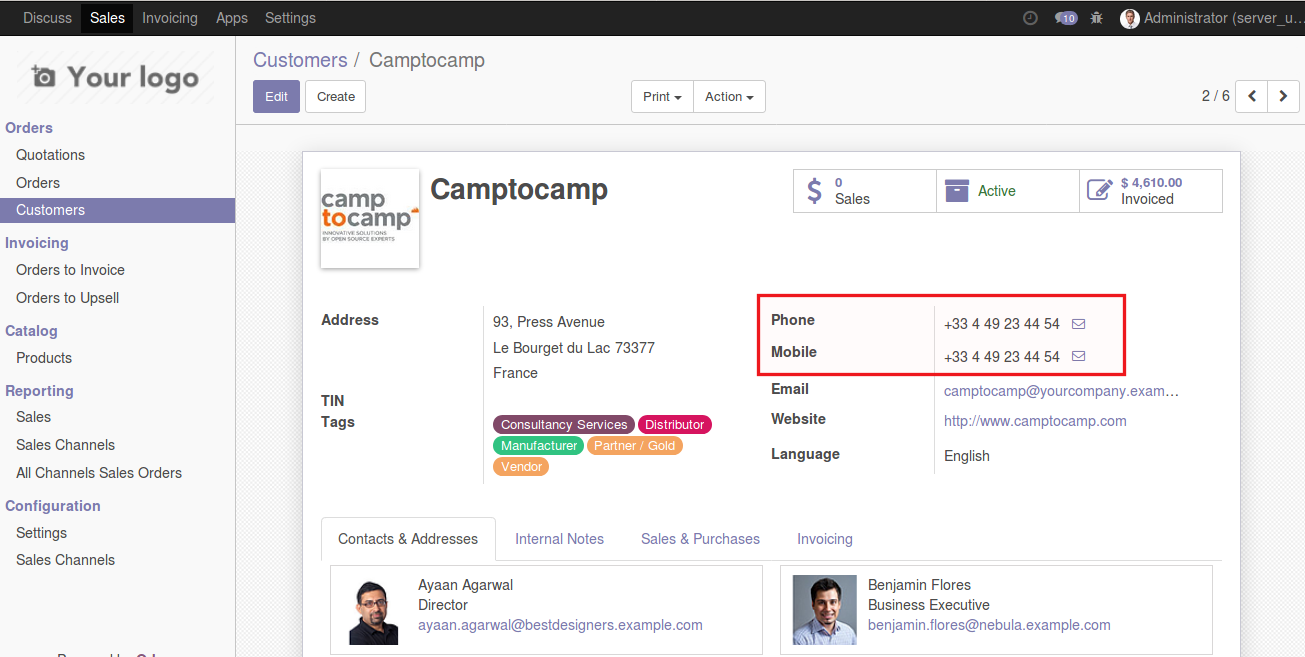 Discuss Sales Invoicing Apps Settings 10 Administrator (server_u...
Your logo
Customers / Camptocamp
Edit Create Print Action 2 / 6
Orders
Quotations
Orders
Customers
Invoicing
Orders to Invoice
Orders to Upsell
Catalog
Products
Reporting
Sales
Sales Channels
All Channels Sales Orders
Configuration
Settings
Sales Channels
camp
tocamp
INNOVATIVE SOLUTIONS
BY OPEN SOURCE EXPERTS
Camptocamp
0
Sales
Active
$ 4,610.00
Invoiced
Address
93, Press Avenue
Le Bourget du Lac 73377
France
TIN
Tags
Consultancy Services Distributor
Manufacturer Partner / Gold
Vendor
Phone +33 4 49 23 44 54
Mobile +33 4 49 23 44 54
Email camptocamp@yourcompany.exam...
Website http://www.camptocamp.com
Language English
Contacts & Addresses Internal Notes Sales & Purchases Invoicing
Ayaan Agarwal
Director
ayaan.agarwal@bestdesigners.example.com
Benjamin Flores
Business Executive
benjamin.flores@nebula.example.com